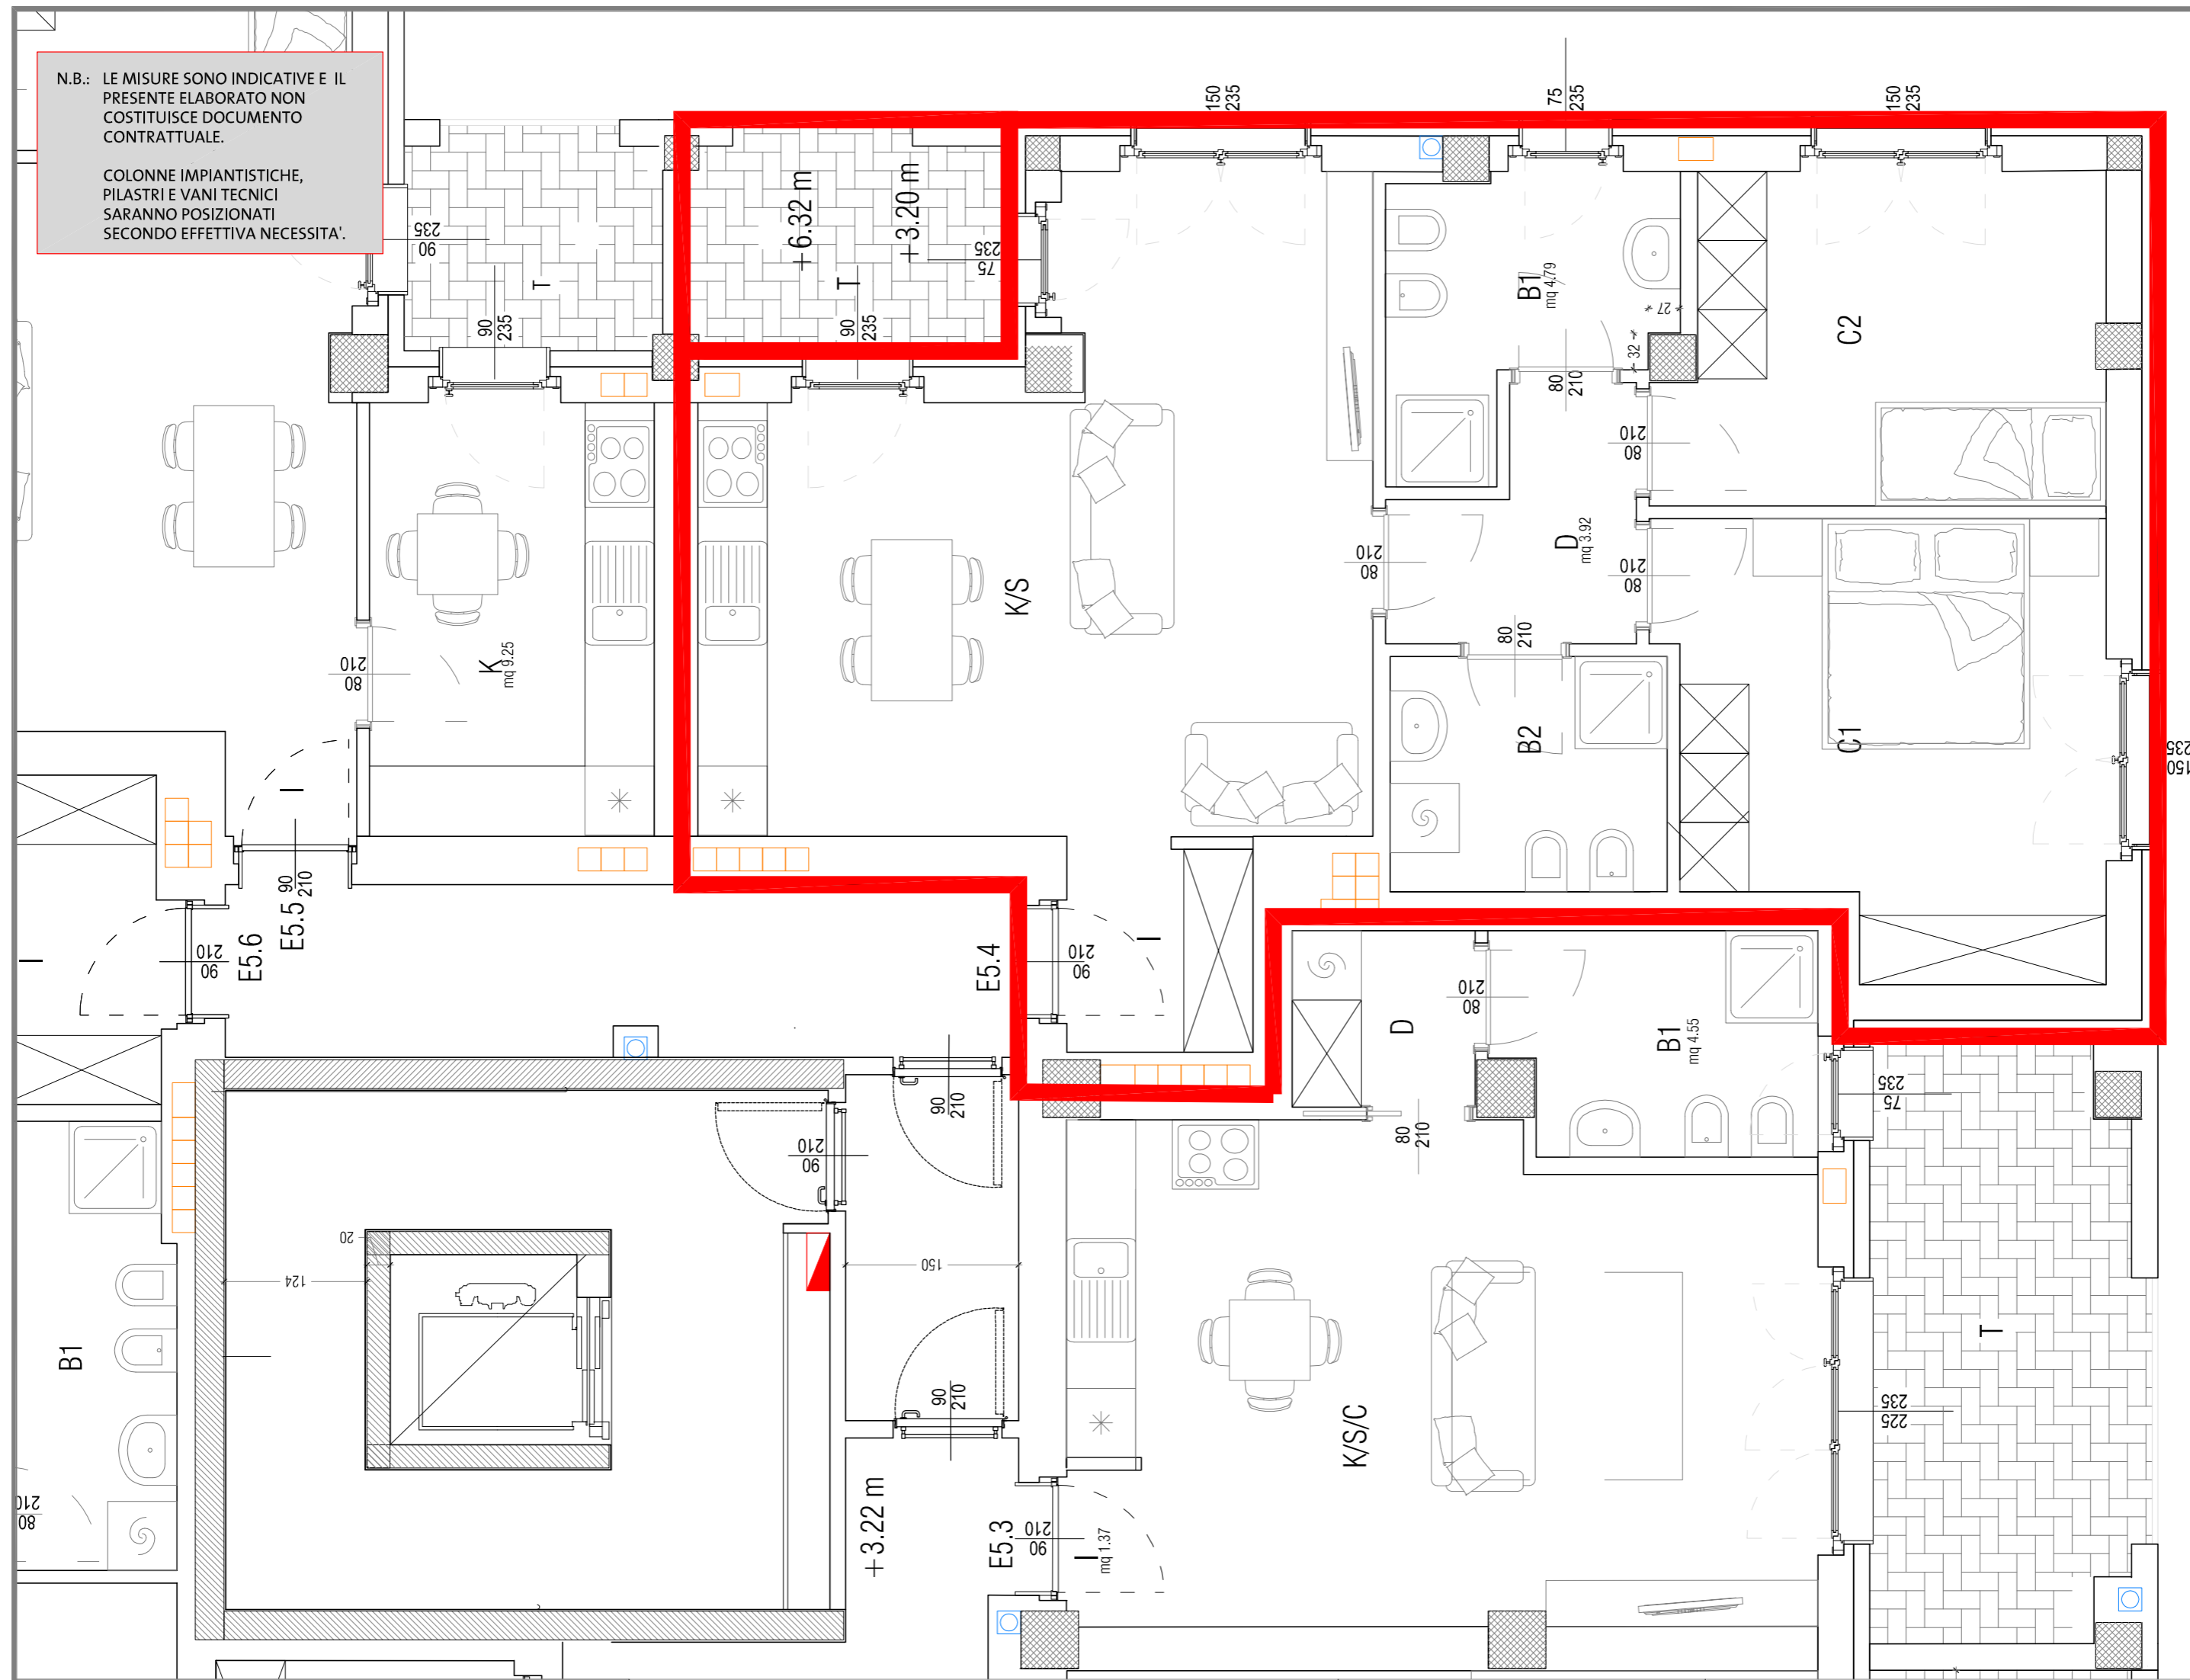 N.B.: LE MISURE SONO INDICATIVE E IL
PRESENTE ELABORATO NON
COSTITUISCE DOCUMENTO
CONTRATTUALE.
COLONNE IMPIANTISTICHE,
PILASTRI E VANI TECNICI
SARANNO POSIZIONATI
SECONDO EFFETTIVA NECESSITA'.
150
235
75
235
150
235
235
90
T
90
235
+6.32 m
+3.20 m
T
235
75
90
235
B1
mq 4.79
27
32
80
210
C2
210
80
K/S
210
80
D
mq 3.92
210
80
K
mq 9.25
210
80
80
210
B2
C1
235
150
I
E5.5
90
210
E5.6
210
90
I
E5.4
210
90
I
D
210
80
B1
mq 4.55
235
75
90
210
210
90
80
210
20
124
150
B1
90
210
K/S/C
235
225
T
210
80
+3.22 m
E5.3
210
90
I
mq 1.37